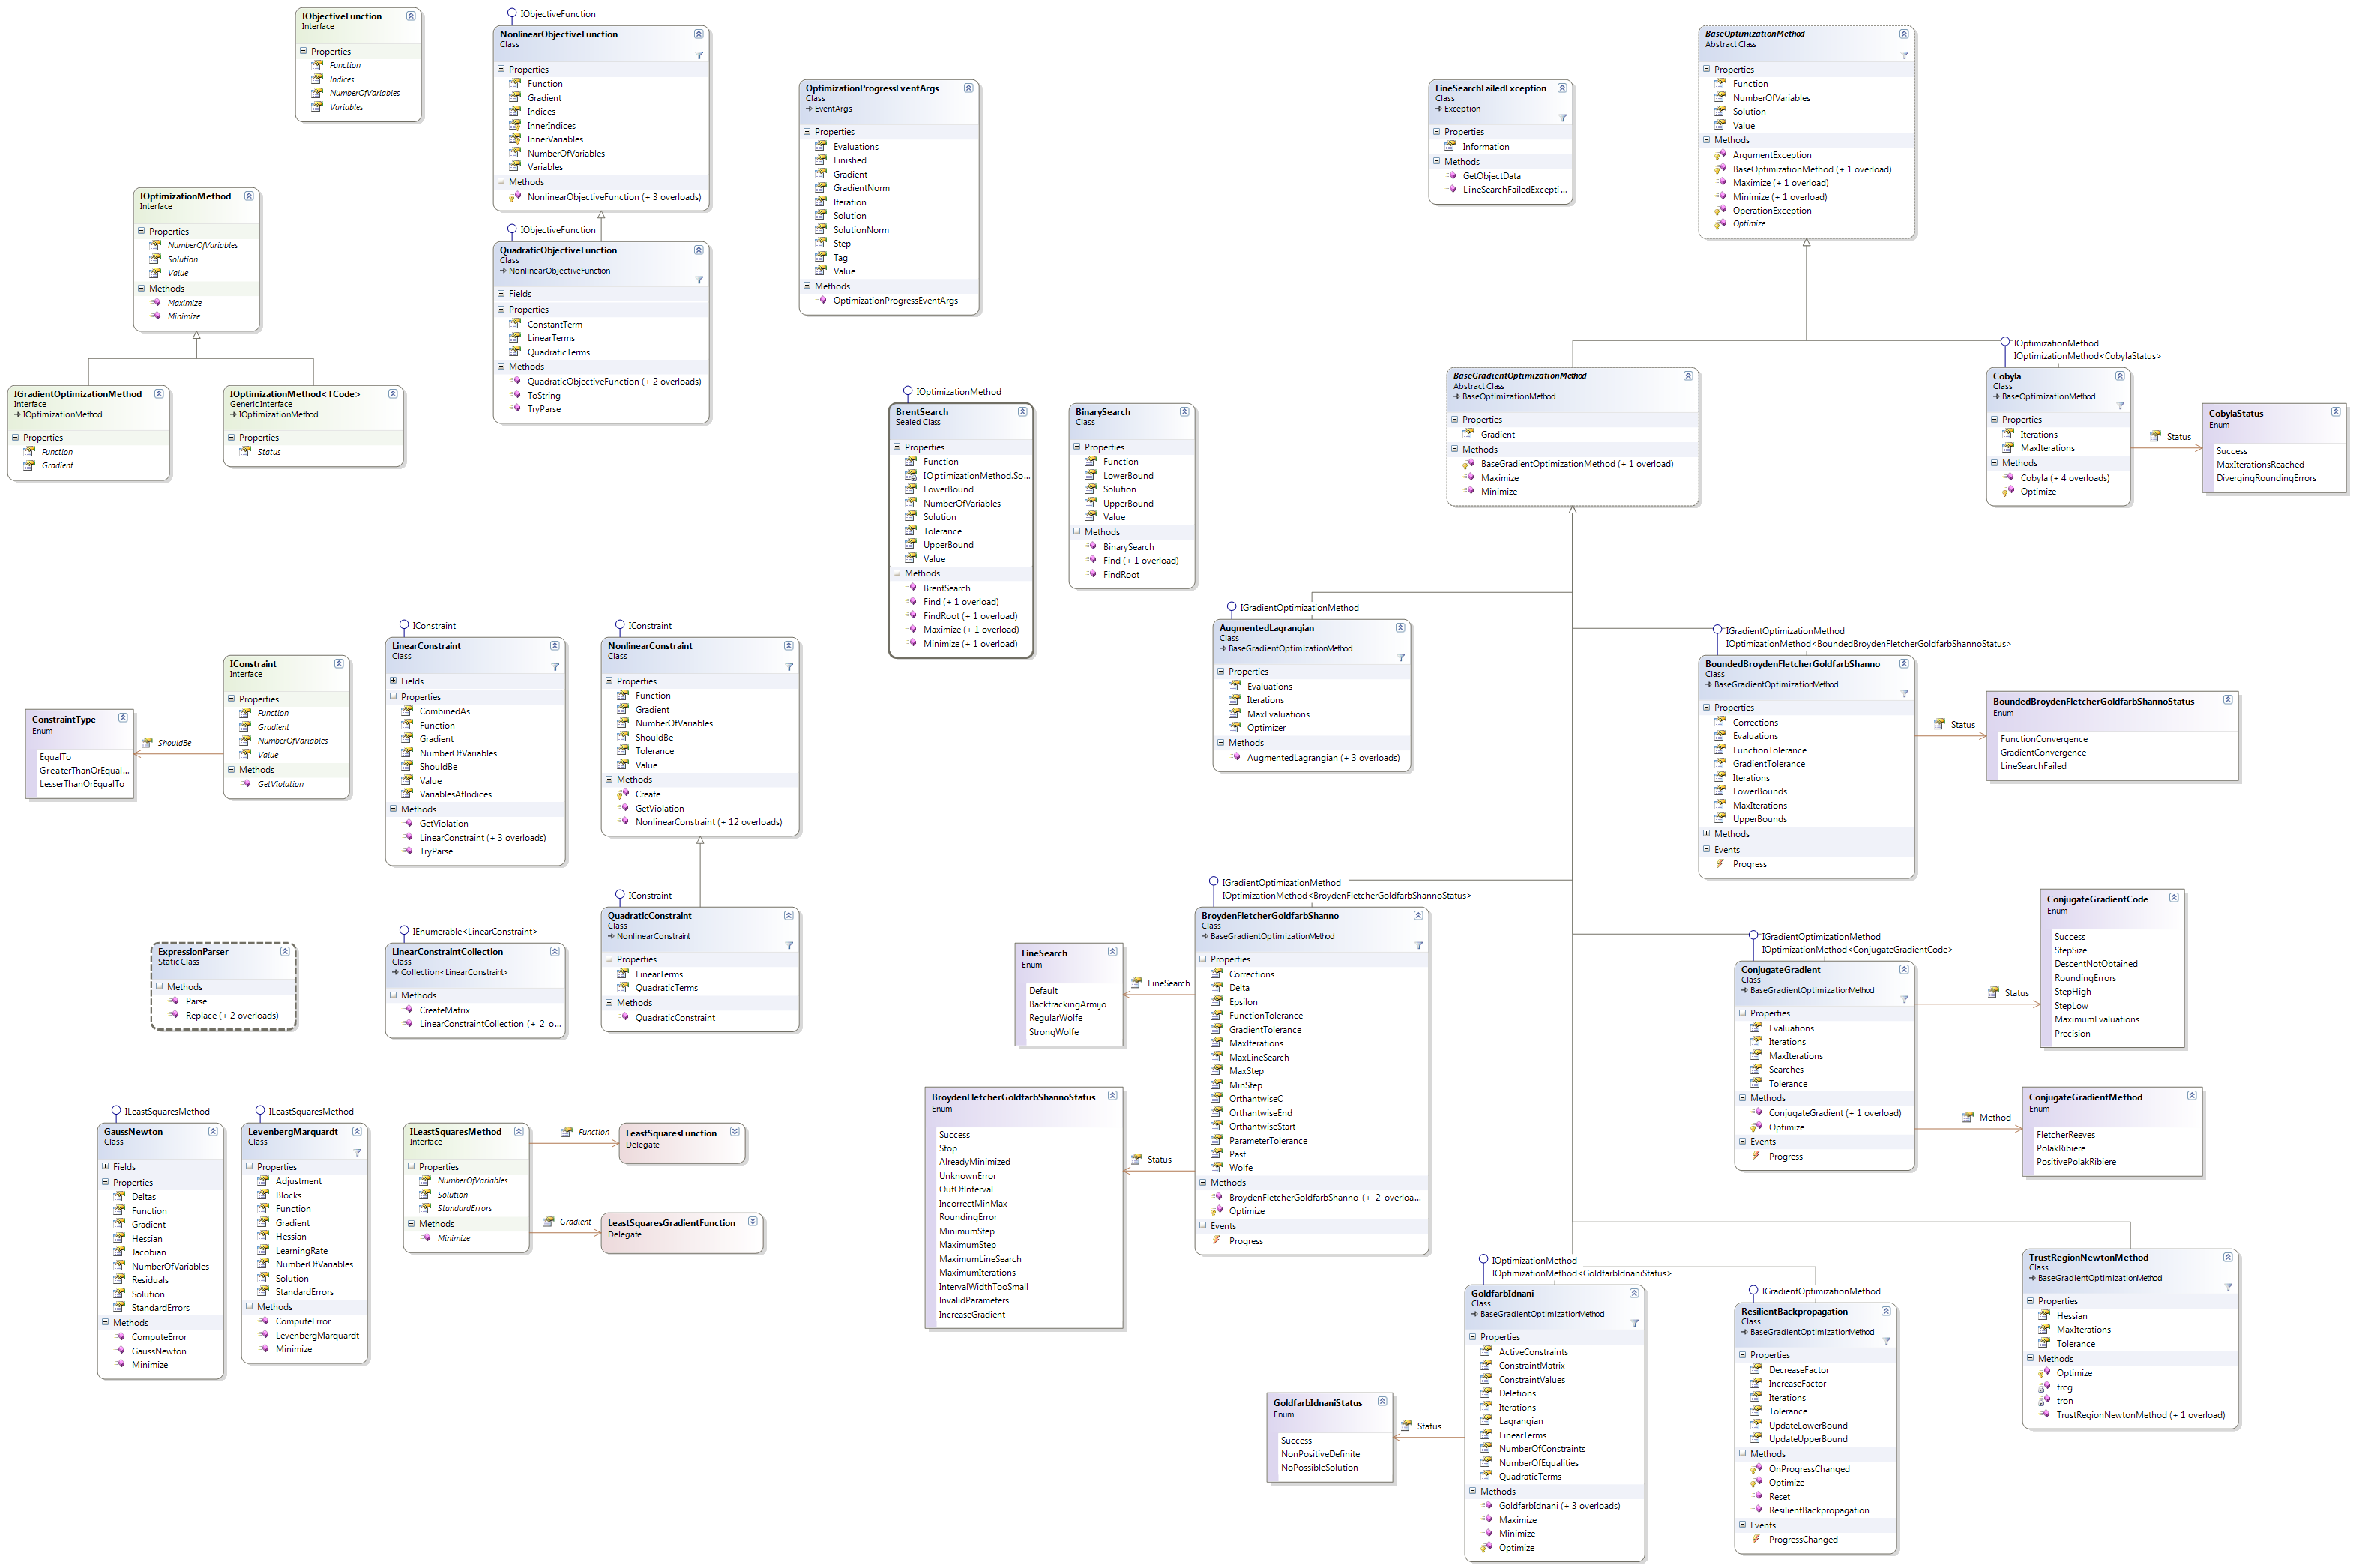 IObjectiveFunction
Interface
Properties
Function
Indices
NumberOfVariables
Variables
IObjectiveFunction
NonlinearObjectiveFunction
Class
Properties
Function
Gradient
Indices
InnerIndices
InnerVariables
NumberOfVariables
Variables
Methods
NonlinearObjectiveFunction (+ 3 overloads)
IObjectiveFunction
QuadraticObjectiveFunction
Class
NonlinearObjectiveFunction
Fields
Properties
ConstantTerm
LinearTerms
QuadraticTerms
Methods
QuadraticObjectiveFunction (+ 2 overloads)
ToString
TryParse
OptimizationProgressEventArgs
Class
EventArgs
Properties
Evaluations
Finished
Gradient
GradientNorm
Iteration
Solution
SolutionNorm
Step
Tag
Value
Methods
OptimizationProgressEventArgs
LineSearchFailedException
Class
Exception
Properties
Information
Methods
GetObjectData
LineSearchFailedExcepti...
BaseOptimizationMethod
Abstract Class
Properties
Function
NumberOfVariables
Solution
Value
Methods
ArgumentException
BaseOptimizationMethod (+ 1 overload)
Maximize (+ 1 overload)
Minimize (+ 1 overload)
OperationException
Optimize
IOptimizationMethod
Interface
Properties
NumberOfVariables
Solution
Value
Methods
Maximize
Minimize
IGradientOptimizationMethod
Interface
IOptimizationMethod
Properties
Function
Gradient
IOptimizationMethod<TCode>
Generic Interface
IOptimizationMethod
Properties
Status
IOptimizationMethod
BrentSearch
Sealed Class
Properties
Function
IOptimizationMethod.So...
LowerBound
NumberOfVariables
Solution
Tolerance
UpperBound
Value
Methods
BrentSearch
Find (+ 1 overload)
FindRoot (+ 1 overload)
Maximize (+ 1 overload)
Minimize (+ 1 overload)
BinarySearch
Class
Properties
Function
LowerBound
Solution
UpperBound
Value
Methods
BinarySearch
Find (+ 1 overload)
FindRoot
BaseGradientOptimizationMethod
Abstract Class
BaseOptimizationMethod
Properties
Gradient
Methods
BaseGradientOptimizationMethod (+ 1 overload)
Maximize
Minimize
IOptimizationMethod
IOptimizationMethod<CobylaStatus>
Cobyla
Class
BaseOptimizationMethod
Properties
Iterations
MaxIterations
Methods
Cobyla (+ 4 overloads)
Optimize
Status
CobylaStatus
Enum
Success
MaxIterationsReached
DivergingRoundingErrors
ConstraintType
Enum
EqualTo
GreaterThanOrEqual...
LesserThanOrEqualTo
ShouldBe
IConstraint
Interface
Properties
Function
Gradient
NumberOfVariables
Value
Methods
GetViolation
IConstraint
LinearConstraint
Class
Fields
Properties
CombinedAs
Function
Gradient
NumberOfVariables
ShouldBe
Value
VariablesAtIndices
Methods
GetViolation
LinearConstraint (+ 3 overloads)
TryParse
IConstraint
NonlinearConstraint
Class
Properties
Function
Gradient
NumberOfVariables
ShouldBe
Tolerance
Value
Methods
Create
GetViolation
NonlinearConstraint (+ 12 overloads)
IGradientOptimizationMethod
AugmentedLagrangian
Class
BaseGradientOptimizationMethod
Properties
Evaluations
Iterations
MaxEvaluations
Optimizer
Methods
AugmentedLagrangian (+ 3 overloads)
IGradientOptimizationMethod
IOptimizationMethod<BoundedBroydenFletcherGoldfarbShannoStatus>
BoundedBroydenFletcherGoldfarbShanno
Class
BaseGradientOptimizationMethod
Properties
Corrections
Evaluations
FunctionTolerance
GradientTolerance
Iterations
LowerBounds
MaxIterations
UpperBounds
Methods
Events
Progress
Status
BoundedBroydenFletcherGoldfarbShannoStatus
Enum
FunctionConvergence
GradientConvergence
LineSearchFailed
ExpressionParser
Static Class
Methods
Parse
Replace (+ 2 overloads)
IEnumerable<LinearConstraint>
LinearConstraintCollection
Class
Collection<LinearConstraint>
Methods
CreateMatrix
LinearConstraintCollection (+ 2 o...
IConstraint
QuadraticConstraint
Class
NonlinearConstraint
Properties
LinearTerms
QuadraticTerms
Methods
QuadraticConstraint
LineSearch
Enum
Default
BacktrackingArmijo
RegularWolfe
StrongWolfe
LineSearch
BroydenFletcherGoldfarbShannoStatus
Enum
Success
Stop
AlreadyMinimized
UnknownError
OutOfInterval
IncorrectMinMax
RoundingError
MinimumStep
MaximumStep
MaximumLineSearch
MaximumIterations
IntervalWidthTooSmall
InvalidParameters
IncreaseGradient
Status
IGradientOptimizationMethod
IOptimizationMethod<BroydenFletcherGoldfarbShannoStatus>
BroydenFletcherGoldfarbShanno
Class
BaseGradientOptimizationMethod
Properties
Corrections
Delta
Epsilon
FunctionTolerance
GradientTolerance
MaxIterations
MaxLineSearch
MaxStep
MinStep
OrthantwiseC
OrthantwiseEnd
OrthantwiseStart
ParameterTolerance
Past
Wolfe
Methods
BroydenFletcherGoldfarbShanno (+ 2 overloa...
Optimize
Events
Progress
IGradientOptimizationMethod
IOptimizationMethod<ConjugateGradientCode>
ConjugateGradient
Class
BaseGradientOptimizationMethod
Properties
Evaluations
Iterations
MaxIterations
Searches
Tolerance
Methods
ConjugateGradient (+ 1 overload)
Optimize
Events
Progress
Status
ConjugateGradientCode
Enum
Success
StepSize
DescentNotObtained
RoundingErrors
StepHigh
StepLow
MaximumEvaluations
Precision
Method
ConjugateGradientMethod
Enum
FletcherReeves
PolakRibiere
PositivePolakRibiere
ILeastSquaresMethod
GaussNewton
Class
Fields
Properties
Deltas
Function
Gradient
Hessian
Jacobian
NumberOfVariables
Residuals
Solution
StandardErrors
Methods
ComputeError
GaussNewton
Minimize
ILeastSquaresMethod
LevenbergMarquardt
Class
Properties
Adjustment
Blocks
Function
Gradient
Hessian
LearningRate
NumberOfVariables
Solution
StandardErrors
Methods
ComputeError
LevenbergMarquardt
Minimize
ILeastSquaresMethod
Interface
Properties
NumberOfVariables
Solution
StandardErrors
Methods
Minimize
Function
LeastSquaresFunction
Delegate
Gradient
LeastSquaresGradientFunction
Delegate
GoldfarbIdnaniStatus
Enum
Success
NonPositiveDefinite
NoPossibleSolution
Status
IOptimizationMethod
IOptimizationMethod<GoldfarbIdnaniStatus>
GoldfarbIdnani
Class
BaseGradientOptimizationMethod
Properties
ActiveConstraints
ConstraintMatrix
ConstraintValues
Deletions
Iterations
Lagrangian
LinearTerms
NumberOfConstraints
NumberOfEqualities
QuadraticTerms
Methods
GoldfarbIdnani (+ 3 overloads)
Maximize
Minimize
Optimize
IGradientOptimizationMethod
ResilientBackpropagation
Class
BaseGradientOptimizationMethod
Properties
DecreaseFactor
IncreaseFactor
Iterations
Tolerance
UpdateLowerBound
UpdateUpperBound
Methods
OnProgressChanged
Optimize
Reset
ResilientBackpropagation
Events
ProgressChanged
TrustRegionNewtonMethod
Class
BaseGradientOptimizationMethod
Properties
Hessian
MaxIterations
Tolerance
Methods
Optimize
trcg
tron
TrustRegionNewtonMethod (+ 1 overload)